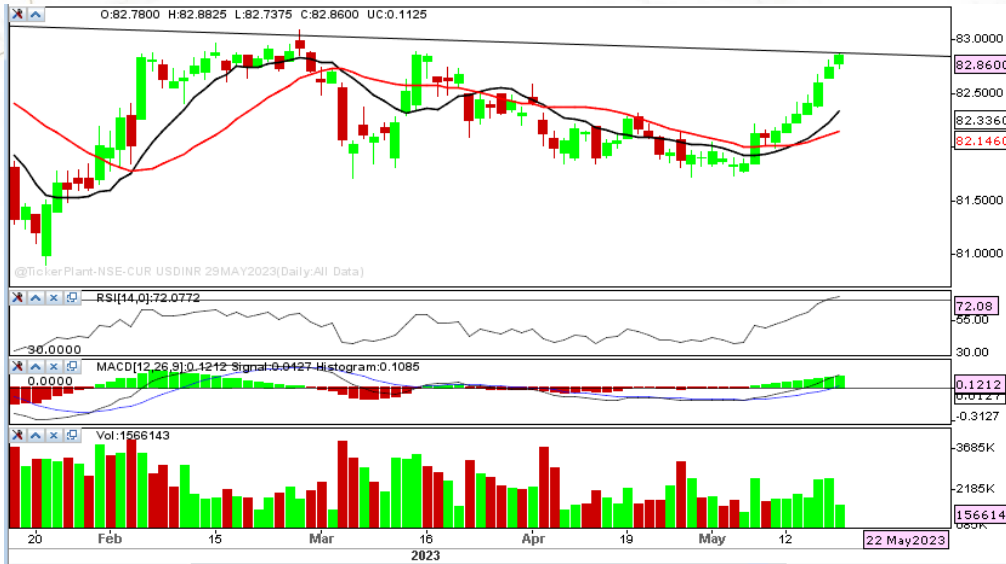 O:82.7800 H:82.8825 L:82.7375 C:82.8600 UC:0.1125
83.0000
82.8600
82.5000
82.3360
82.1460
81.5000
81.0000
@TickerPlant-NSE-CUR USDINR 29MAY2023(Daily:All Data)
RSI[14,0]:72.0772
72.08
55.00
30.0000
30.00
MACD[12,26,9]:0.1212 Signal:0.0127 Histogram:0.1085
0.0000
0.1212
0.0127
-0.3127
Vol:1566143
3685K
2185K
156614
685K
20 Feb 15 Mar 16 Apr 19 May 12 22 May2023
2023